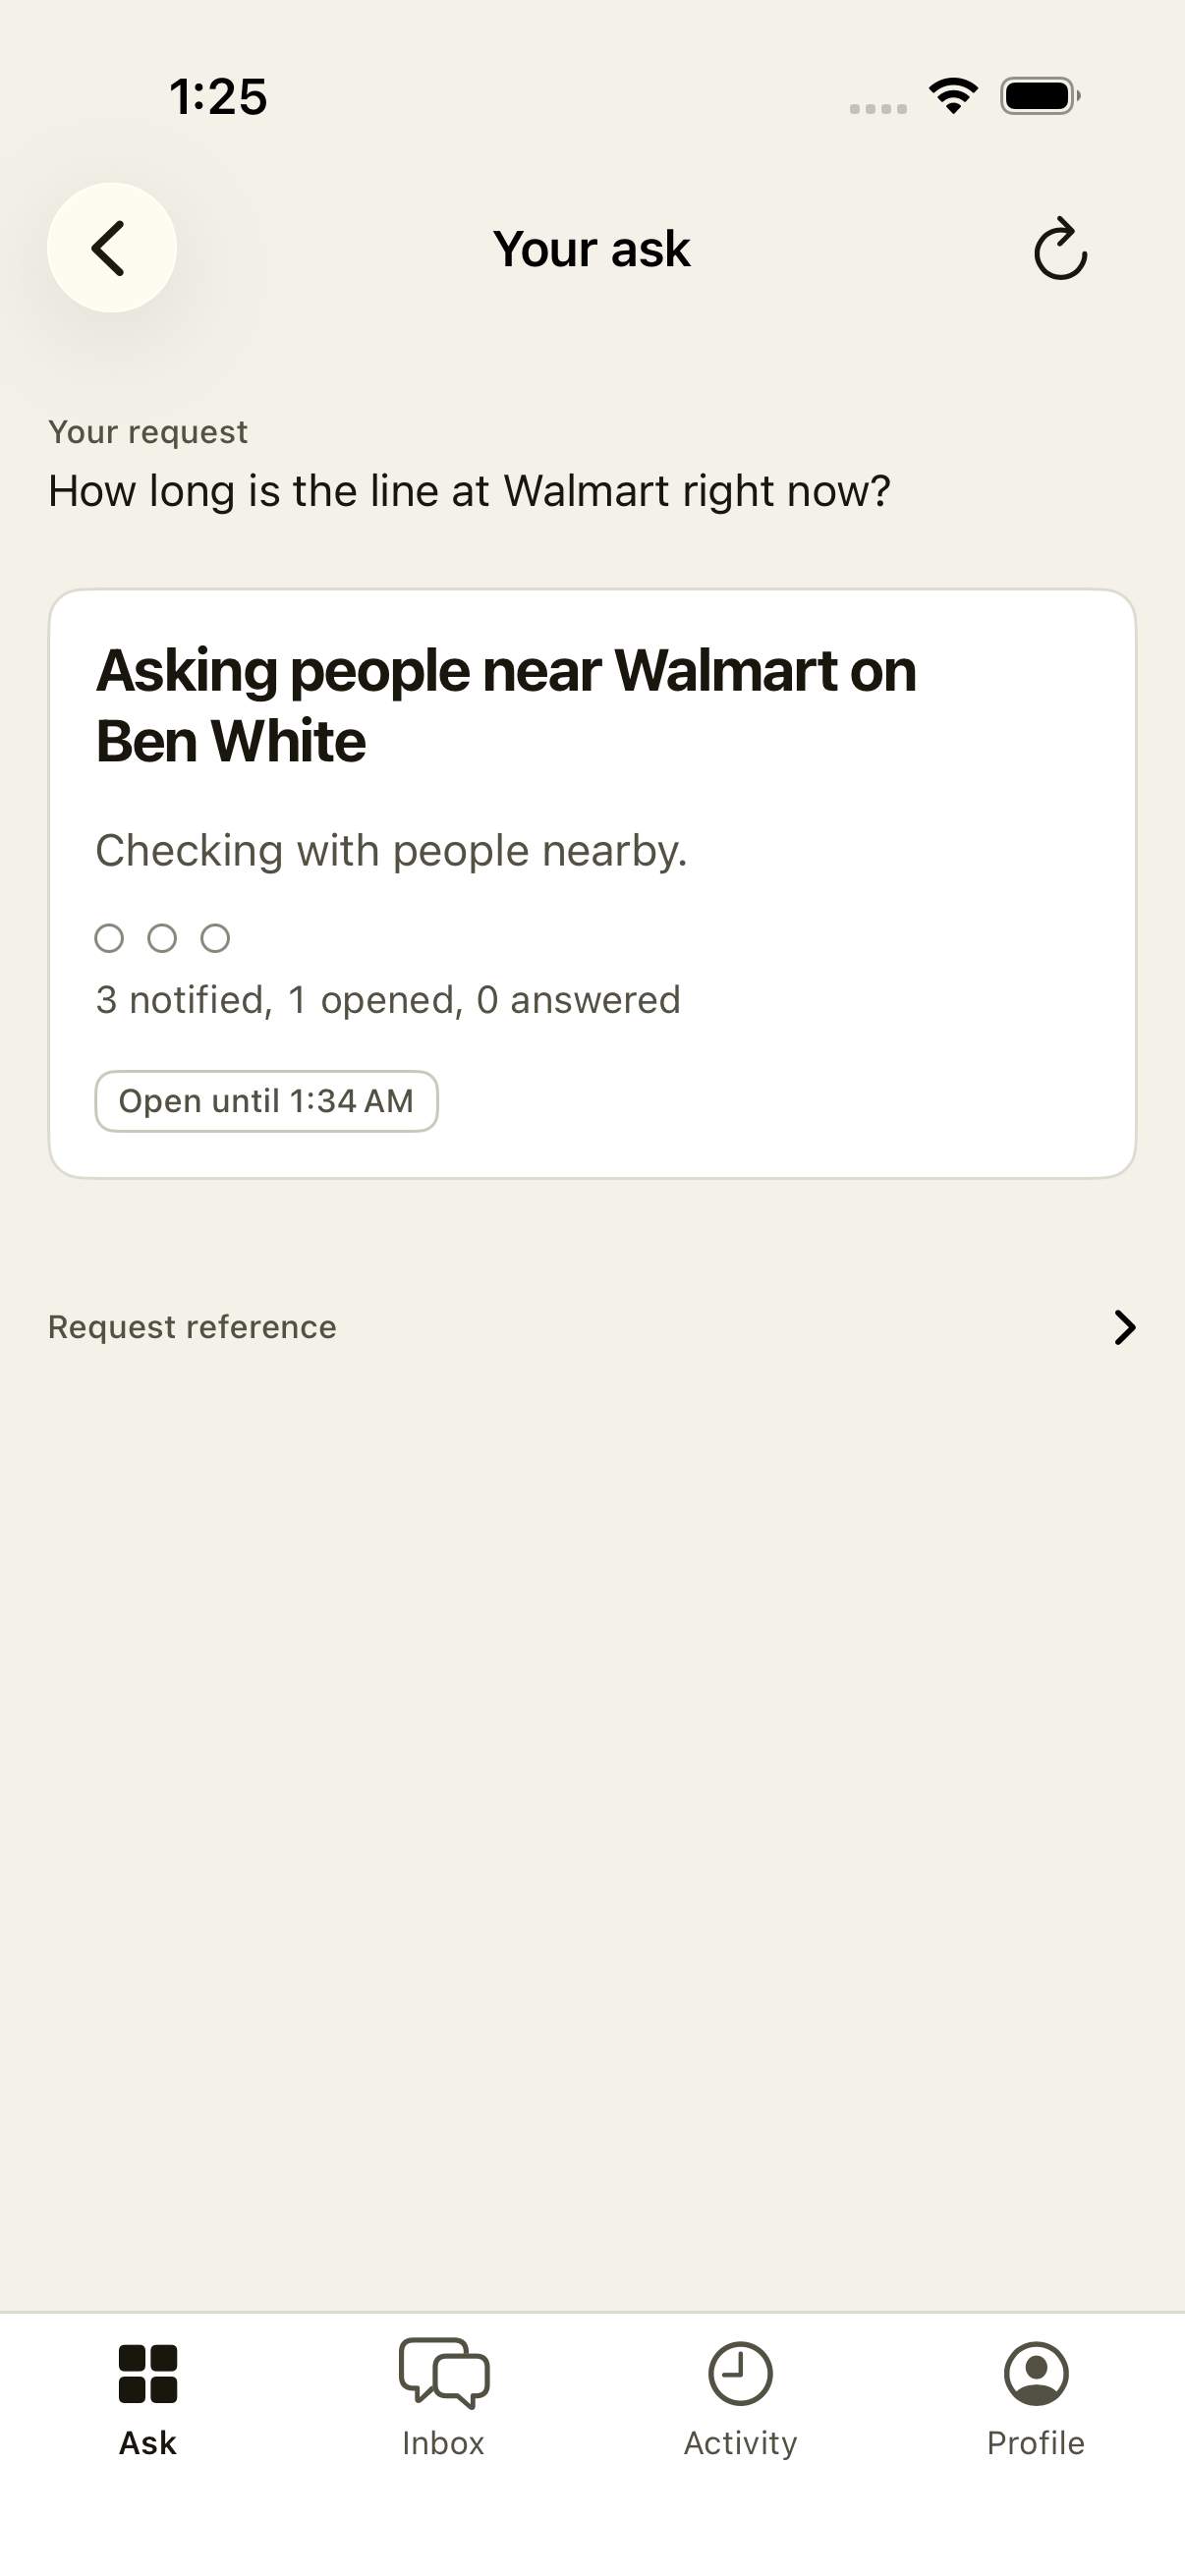 1:25
Your ask
Your request
How long is the line at Walmart right now?
Asking people near Walmart on
Ben White
Checking with people nearby.
3 notified, 1 opened, 0 answered
Open until 1:34 AM
Request reference
Ask
Inbox
Activity
Profile